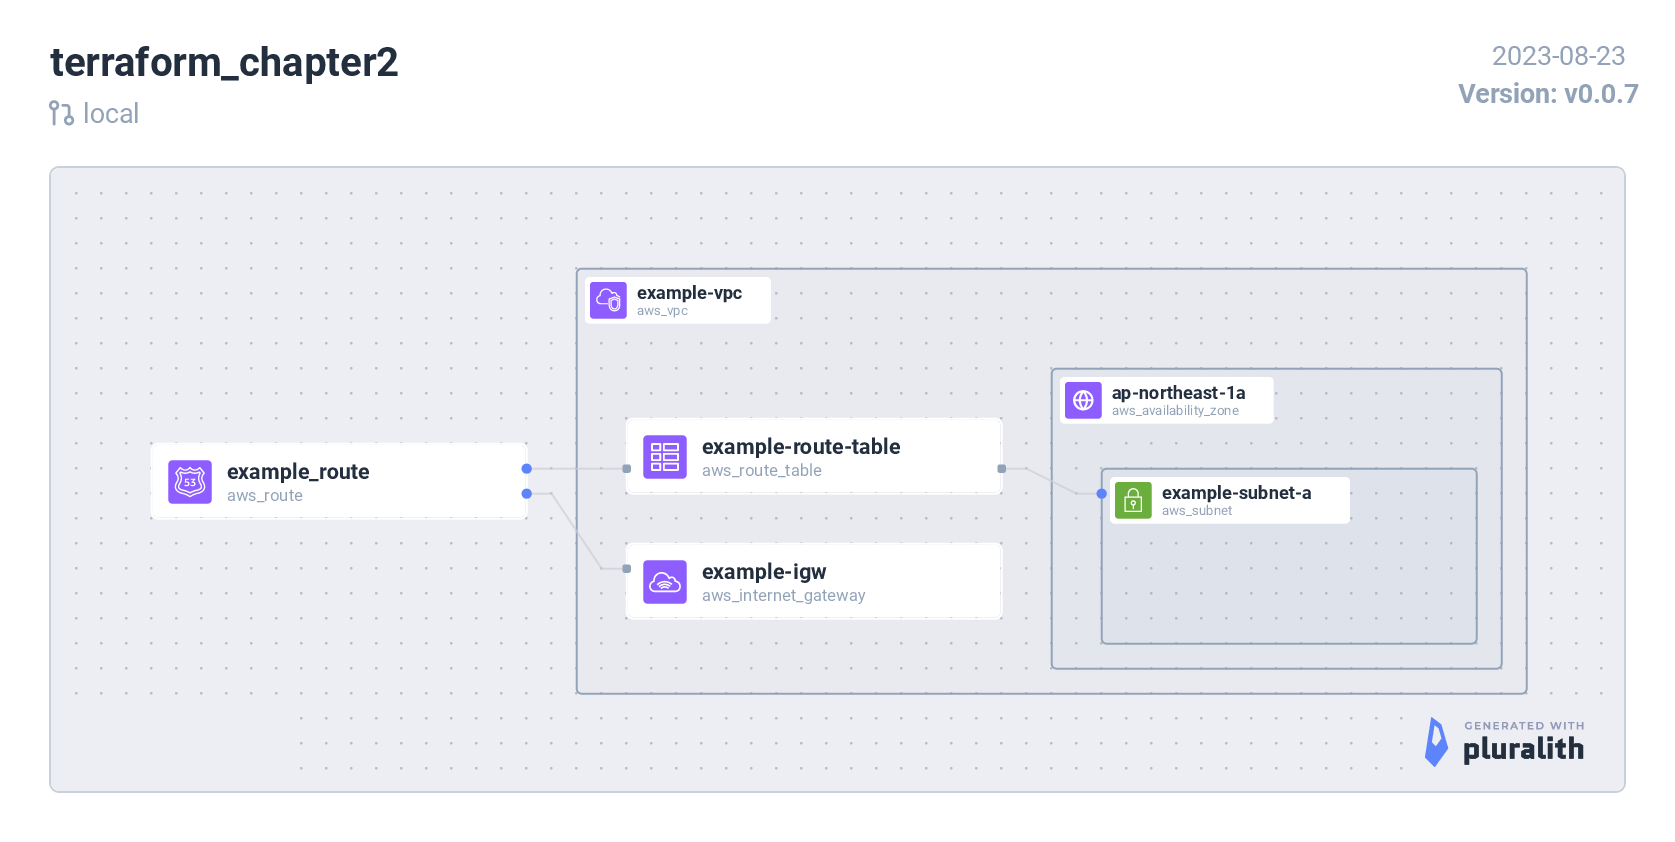 terraform_chapter2
local
2023-08-23
Version: v0.0.7
example-vpc
aws_vpc
ap-northeast-1a
aws_availability_zone
example_route
aws_route
53
example-route-table
aws_route_table
example-subnet-a
aws_subnet
example-igw
aws_internet_gateway
GENERATED WITH
pluralith